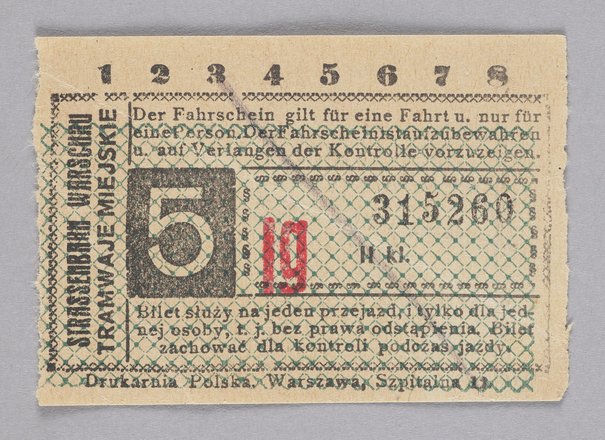 1 2 3 4 5 6 7 8
STRASSENBAHN WARSCHAU
TRAMWAJE MIEJSKIE
Der Fahrschein gilt für eine Fahrt u. nur für
eine Person. Der Fahrschein ist aufzubewahren
u. auf Verlangen der Kontrolle vorzuzeigen.
5
19
315260
II kl.
Bilet służy na jeden przejazd, i tylko dla jed-
nej osoby, t. j. bez prawa odstąpienia. Bilet
zachować dla kontroli podczas jazdy.
Drukarnia Polska, Warszawa, Szpitalna